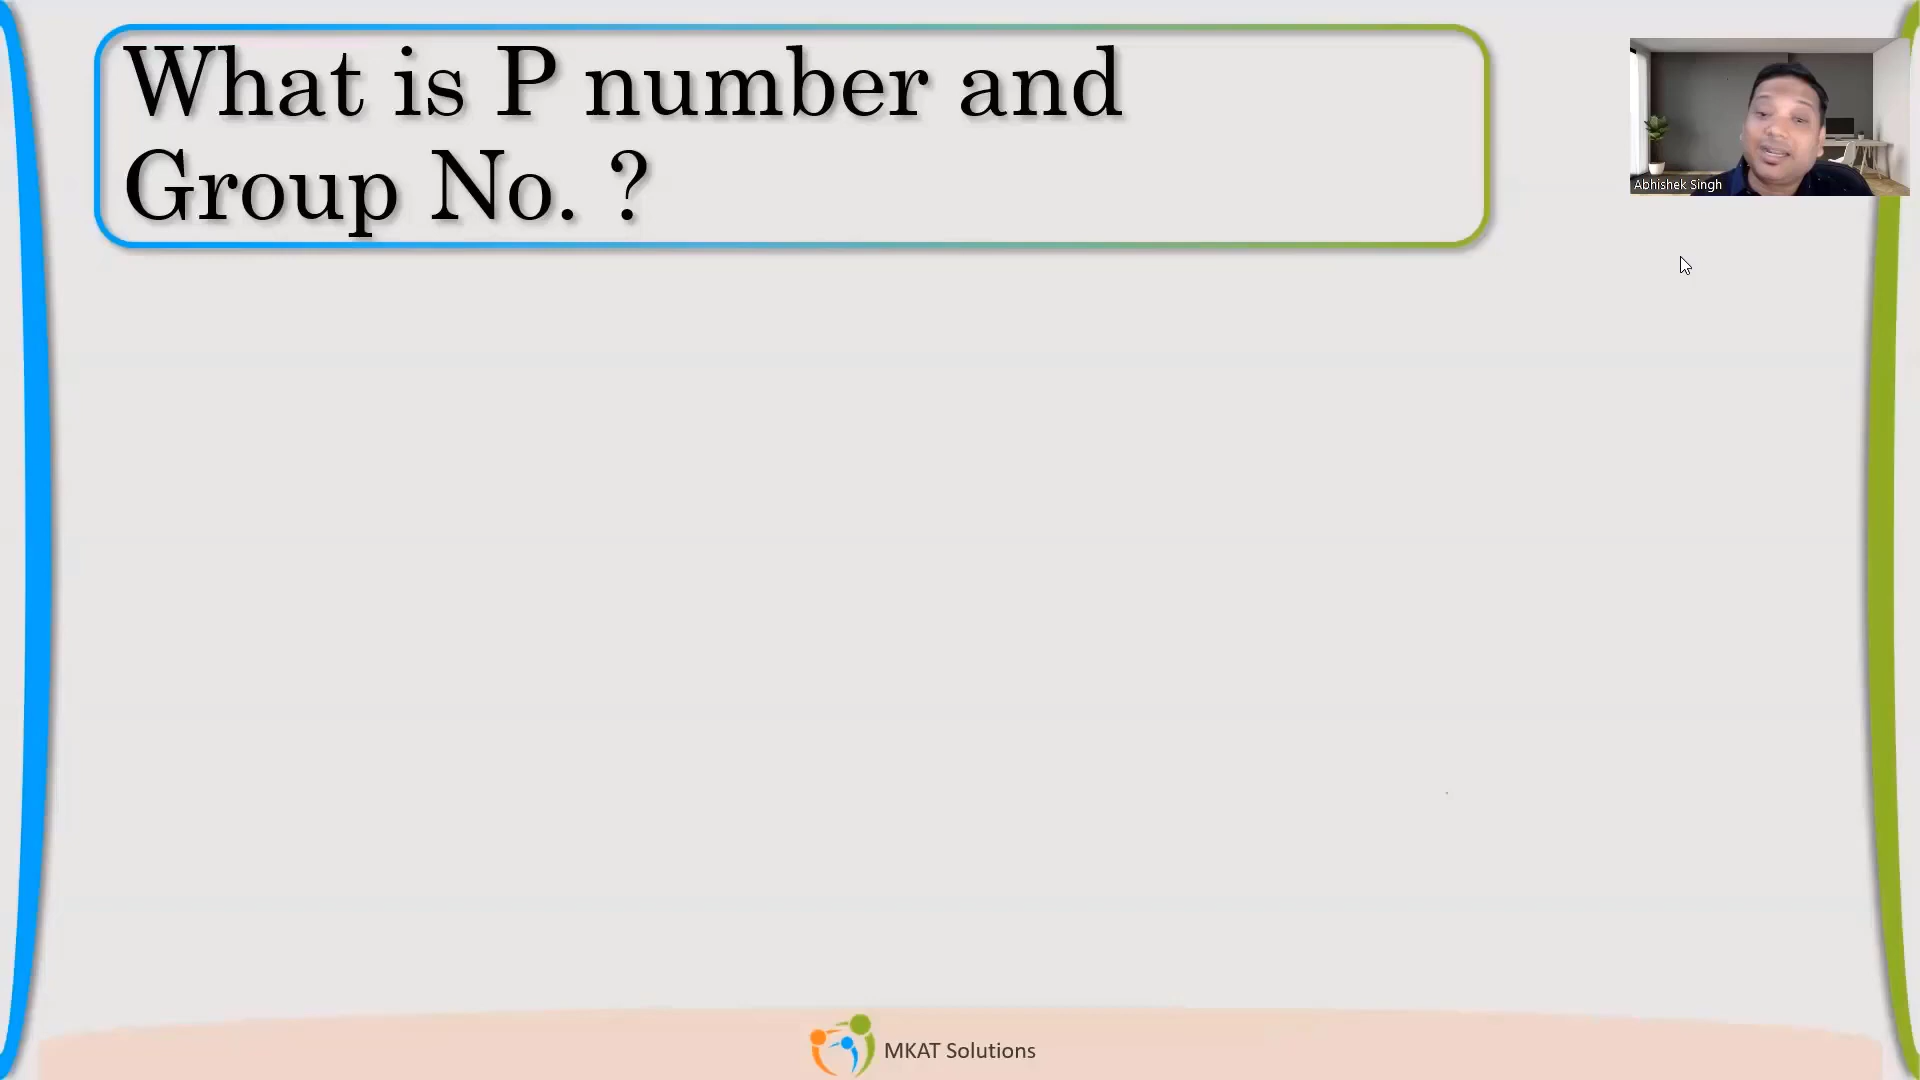 What is P number and
Group No. ?
Abhishek Singh
MKAT Solutions